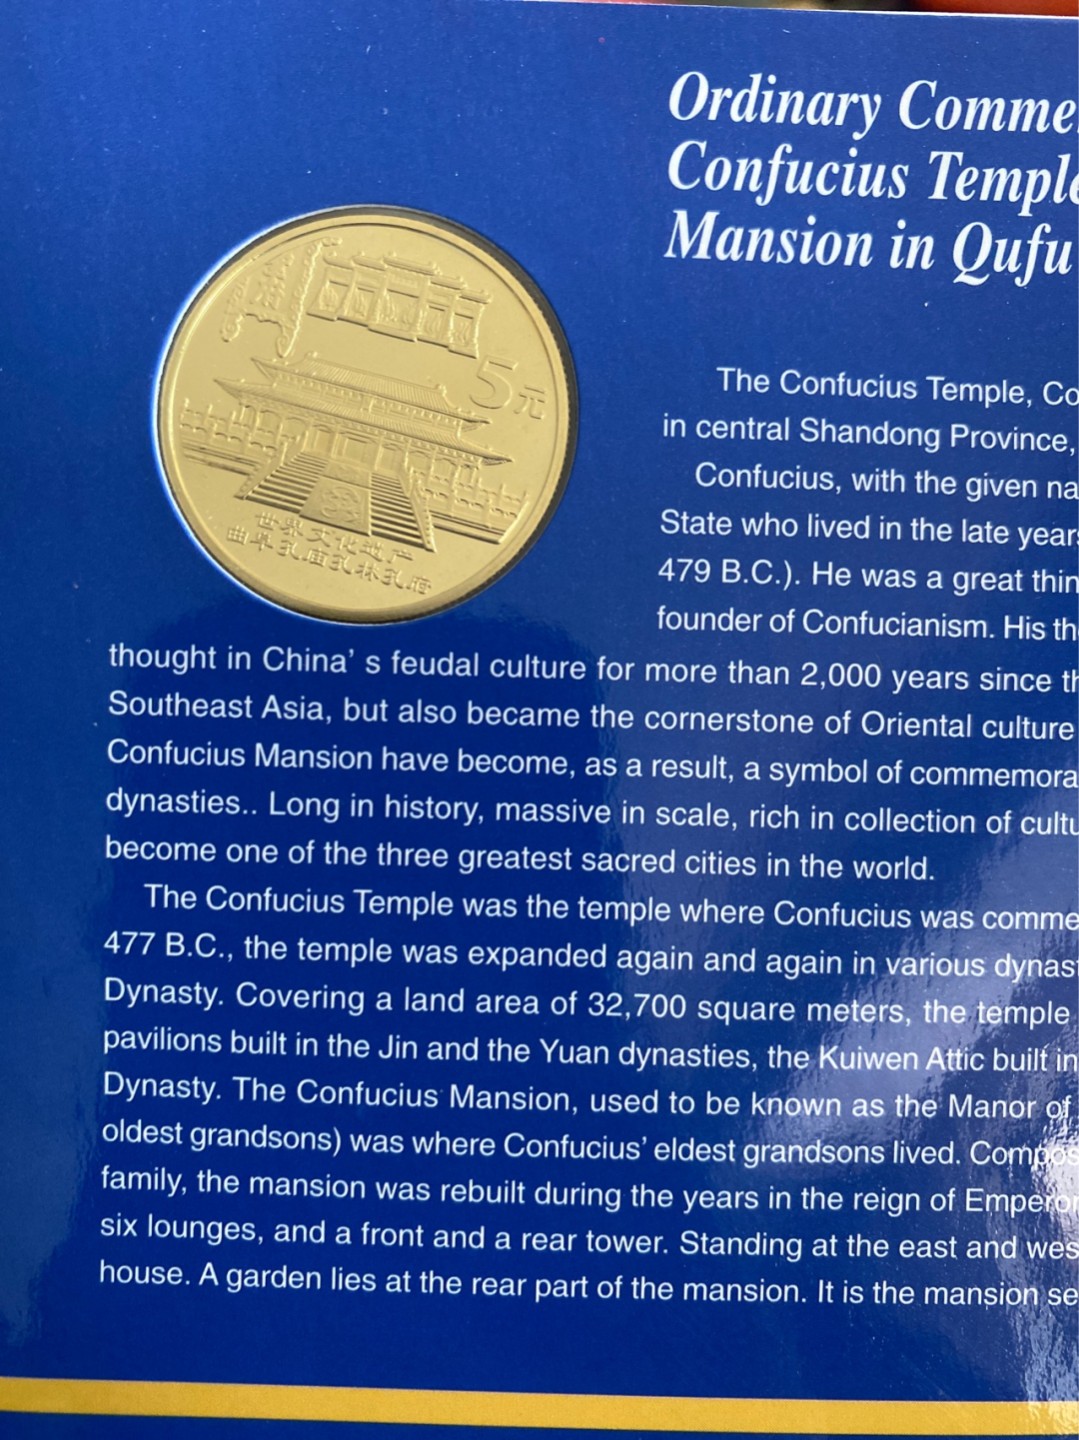 Ordinary Comme
Confucius Temple
Mansion in Qufu
5元
世界文化遗产
曲阜孔庙孔林孔府
The Confucius Temple, Co
in central Shandong Province,
Confucius, with the given na
State who lived in the late years
479 B.C.). He was a great thin
founder of Confucianism. His th
thought in China' s feudal culture for more than 2,000 years since th
Southeast Asia, but also became the cornerstone of Oriental culture
Confucius Mansion have become, as a result, a symbol of commemora
dynasties.. Long in history, massive in scale, rich in collection of cultu
become one of the three greatest sacred cities in the world.
The Confucius Temple was the temple where Confucius was comme
477 B.C., the temple was expanded again and again in various dynast
Dynasty. Covering a land area of 32,700 square meters, the temple
pavilions built in the Jin and the Yuan dynasties, the Kuiwen Attic built in
Dynasty. The Confucius Mansion, used to be known as the Manor of
oldest grandsons) was where Confucius' eldest grandsons lived. Compos
family, the mansion was rebuilt during the years in the reign of Emperor
six lounges, and a front and a rear tower. Standing at the east and wes
house. A garden lies at the rear part of the mansion. It is the mansion se